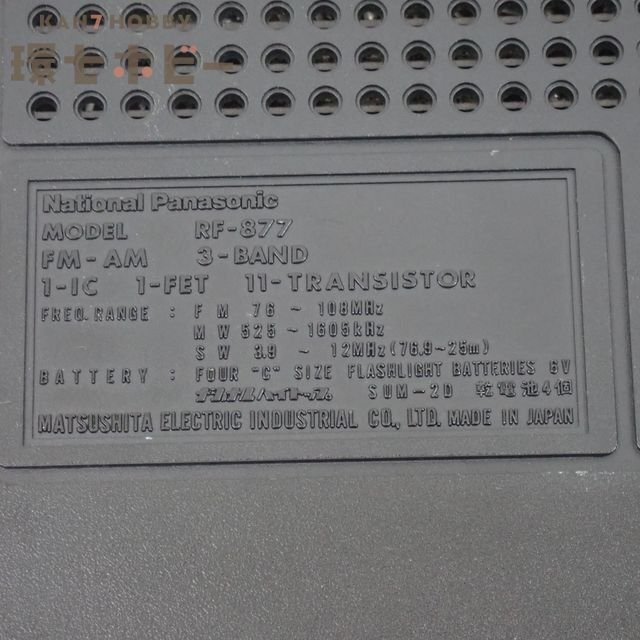 KAN7HOBBY
環七ホビー
National Panasonic
MODEL RF-877
FM-AM 3-BAND
1-IC 1-FET 11-TRANSISTOR
FREQ. RANGE : FM 76 ~ 108MHz
MW 525 ~ 1605kHz
SW 3.9 ~ 12MHz (76.9~25m)
BATTERY : FOUR "C" SIZE FLASHLIGHT BATTERIES 6V
ナショナルハイトップ SUM-2D 乾電池4個
MATSUSHITA ELECTRIC INDUSTRIAL CO., LTD. MADE IN JAPAN